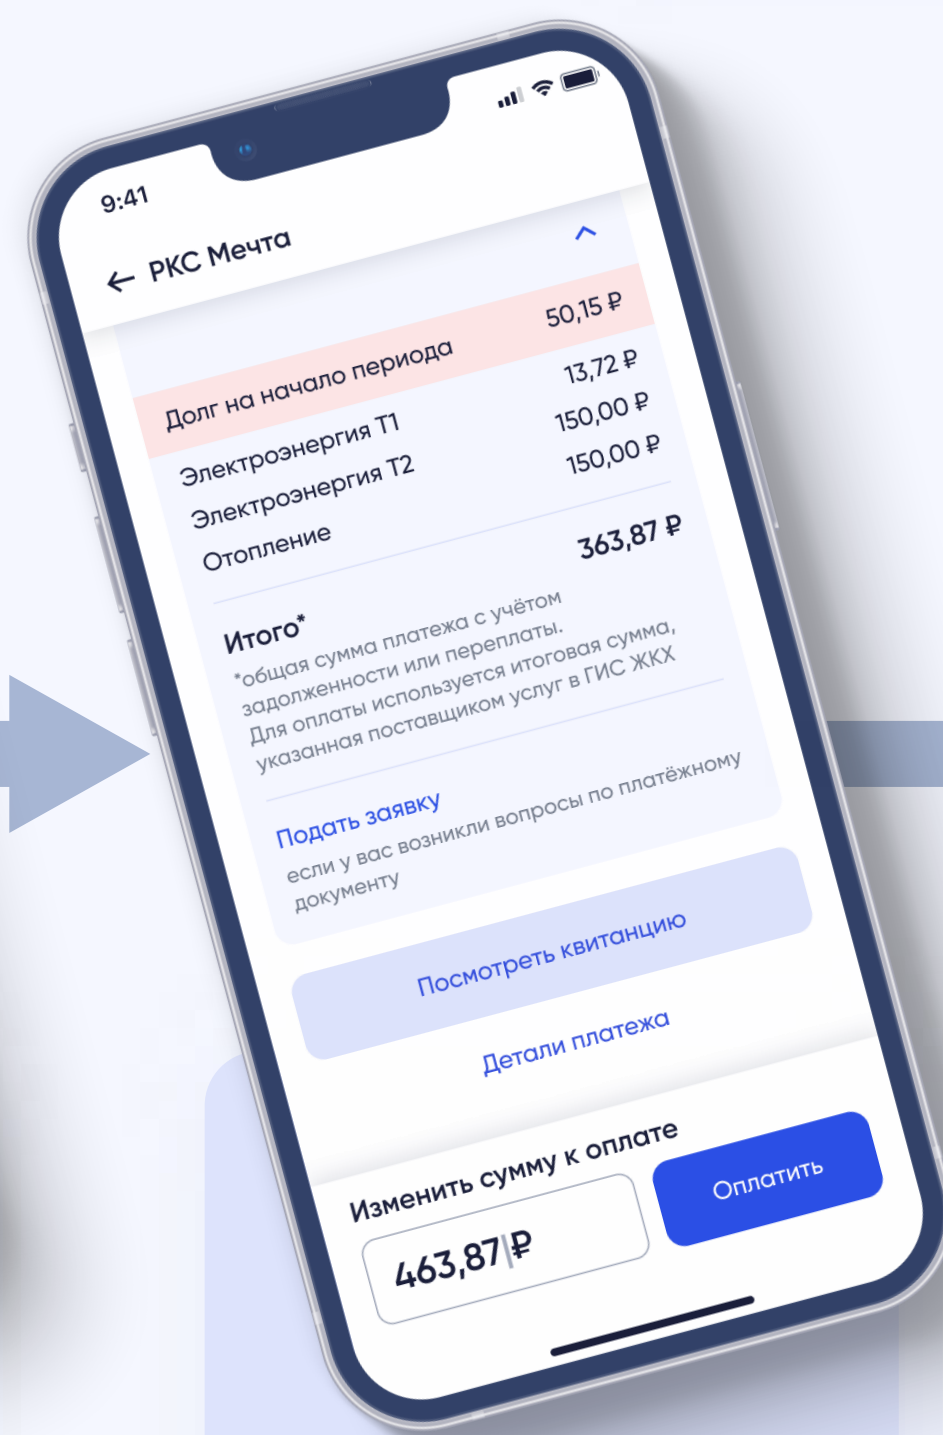 9:41
← РКС Мечта
Долг на начало периода 50,15 ₽
Электроэнергия Т1 13,72 ₽
Электроэнергия Т2 150,00 ₽
Отопление 150,00 ₽
Итого* 363,87 ₽
*общая сумма платежа с учётом
задолженности или переплаты.
Для оплаты используется итоговая сумма,
указанная поставщиком услуг в ГИС ЖКХ
Подать заявку
если у вас возникли вопросы по платёжному
документу
Посмотреть квитанцию
Детали платежа
Изменить сумму к оплате
463,87 ₽
Оплатить